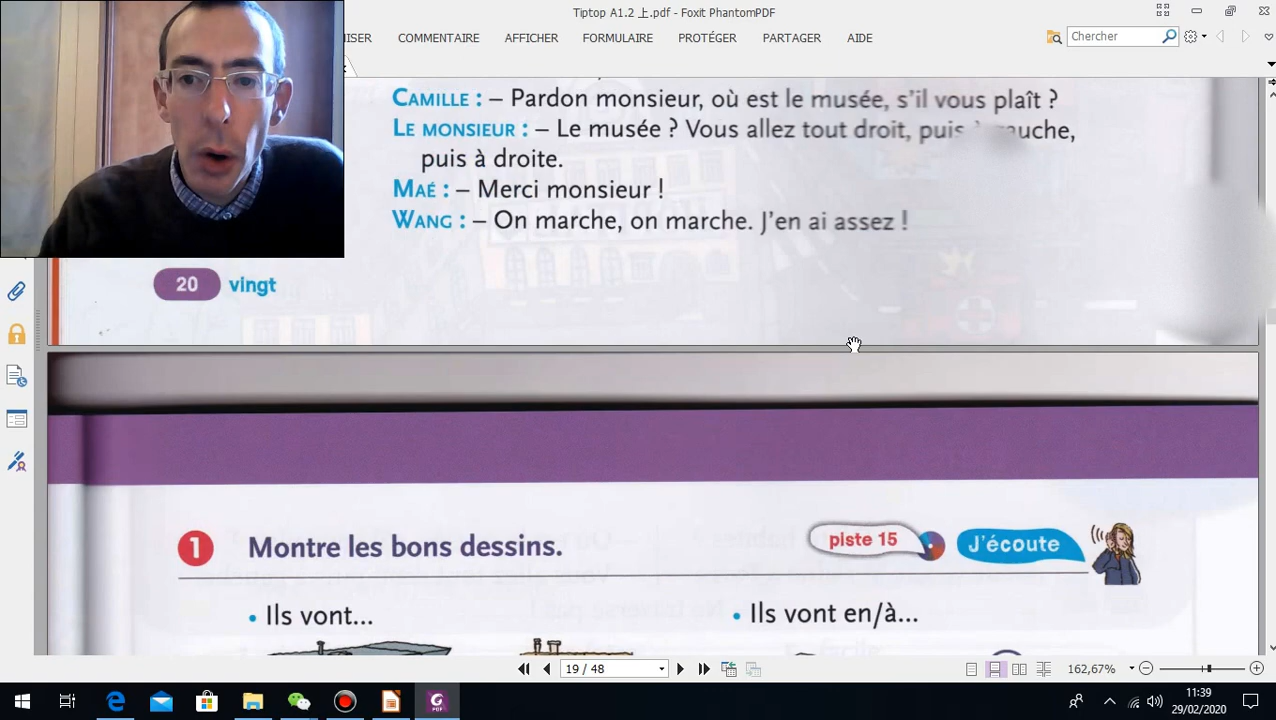 Tiptop A1.2 上.pdf - Foxit PhantomPDF
ISER COMMENTAIRE AFFICHER FORMULAIRE PROTÉGER PARTAGER AIDE Chercher
CAMILLE : – Pardon monsieur, où est le musée, s'il vous plaît ?
LE MONSIEUR : – Le musée ? Vous allez tout droit, puis à gauche,
puis à droite.
MAÉ : – Merci monsieur !
WANG : – On marche, on marche. J'en ai assez !
20 vingt
1 Montre les bons dessins. piste 15 J'écoute
• Ils vont... • Ils vont en/à...
19 / 48 162,67%
11:39
29/02/2020